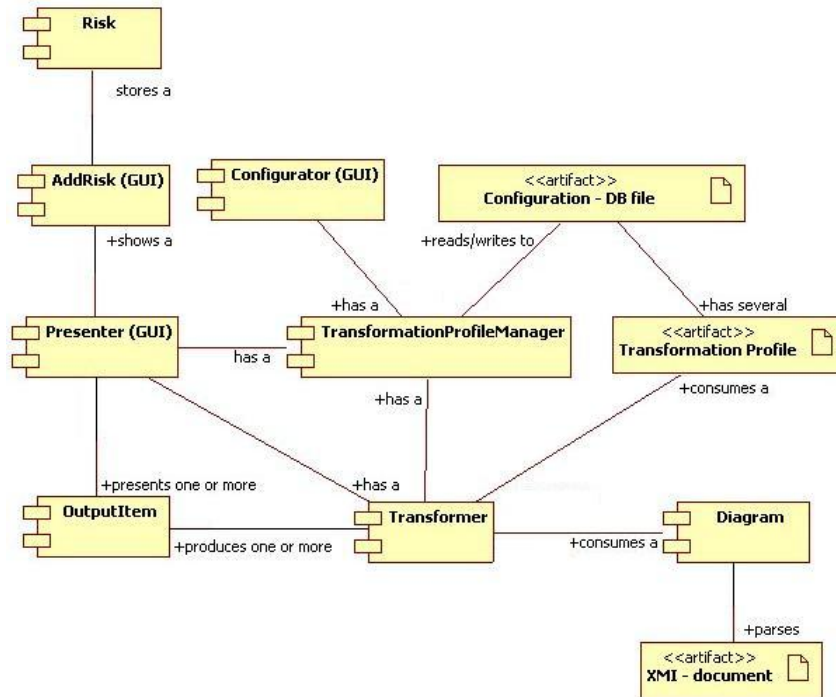 Risk
stores a
AddRisk (GUI)
Configurator (GUI)
<<artifact>>
Configuration - DB file
+shows a
+reads/writes to
+has a
+has several
Presenter (GUI)
has a
TransformationProfileManager
<<artifact>>
Transformation Profile
+has a
+consumes a
+presents one or more
+has a
OutputItem
+produces one or more
Transformer
+consumes a
Diagram
+parses
<<artifact>>
XMI - document